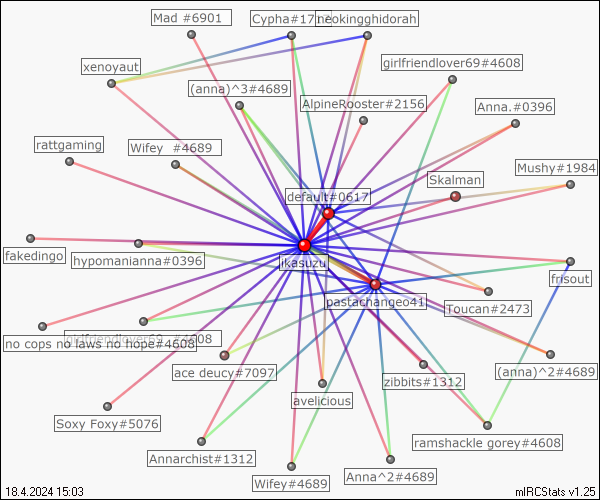 Mad #6901
Cypha#17
neokingghidorah
xenoyaut
girlfriendlover69#4608
(anna)^3#4689
AlpineRooster#2156
Anna.#0396
rattgaming
Wifey  #4689
Skalman
Mushy#1984
default#0617
fakedingo
hypomanianna#0396
ikasuzu
frisout
pastachangeo41
Toucan#2473
girlfriendlover69__#4608
no cops no laws no hope#4608
ace deucy#7097
zibbits#1312
(anna)^2#4689
avelicious
Soxy Foxy#5076
ramshackle gorey#4608
Annarchist#1312
Wifey#4689
Anna^2#4689
18.4.2024 15:03
mIRCStats v1.25